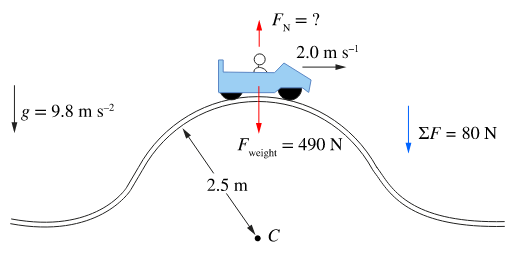 F_N = ?
2.0 m s⁻¹
g = 9.8 m s⁻²
F_weight = 490 N
ΣF = 80 N
2.5 m
C